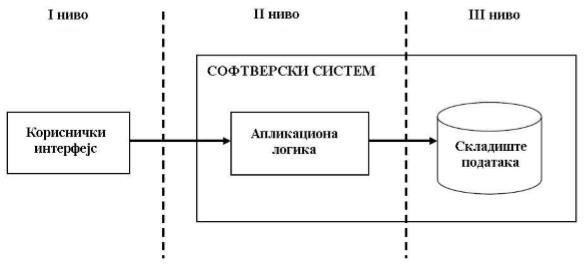 I ниво
II ниво
III ниво
СОФТВЕРСКИ СИСТЕМ
Кориснички
интерфејс
Апликациона
логика
Складиште
података